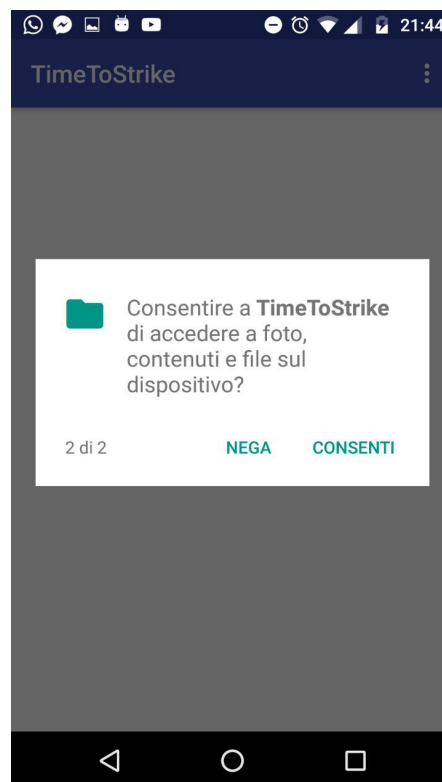 21:44
TimeToStrike
Consentire a TimeToStrike
di accedere a foto,
contenuti e file sul
dispositivo?
2 di 2 NEGA CONSENTI